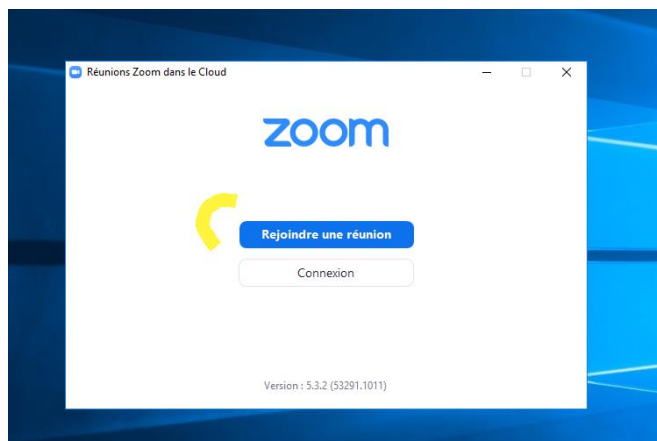 Réunions Zoom dans le Cloud
zoom
Rejoindre une réunion
Connexion
Version : 5.3.2 (53291.1011)